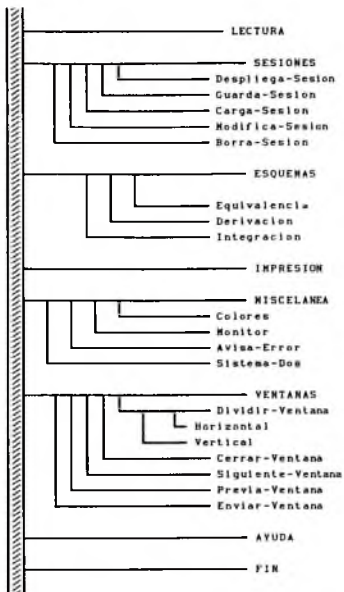 LECTURA
SESIONES
Despliega-Sesion
Guarda-Sesion
Carga-Sesion
Modifica-Sesion
Borra-Sesion
ESQUEMAS
Equivalencia
Derivacion
Integracion
IMPRESION
MISCELANEA
Colores
Monitor
Avisa-Error
Sistema-Dos
VENTANAS
Dividir-Ventana
Horizontal
Vertical
Cerrar-Ventana
Siguiente-Ventana
Previa-Ventana
Enviar-Ventana
AYUDA
FIN